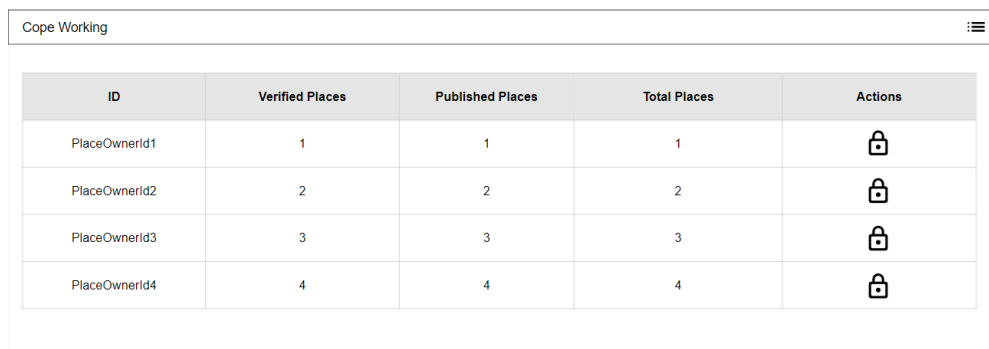 Cope Working
ID Verified Places Published Places Total Places Actions
PlaceOwnerId1 1 1 1
PlaceOwnerId2 2 2 2
PlaceOwnerId3 3 3 3
PlaceOwnerId4 4 4 4